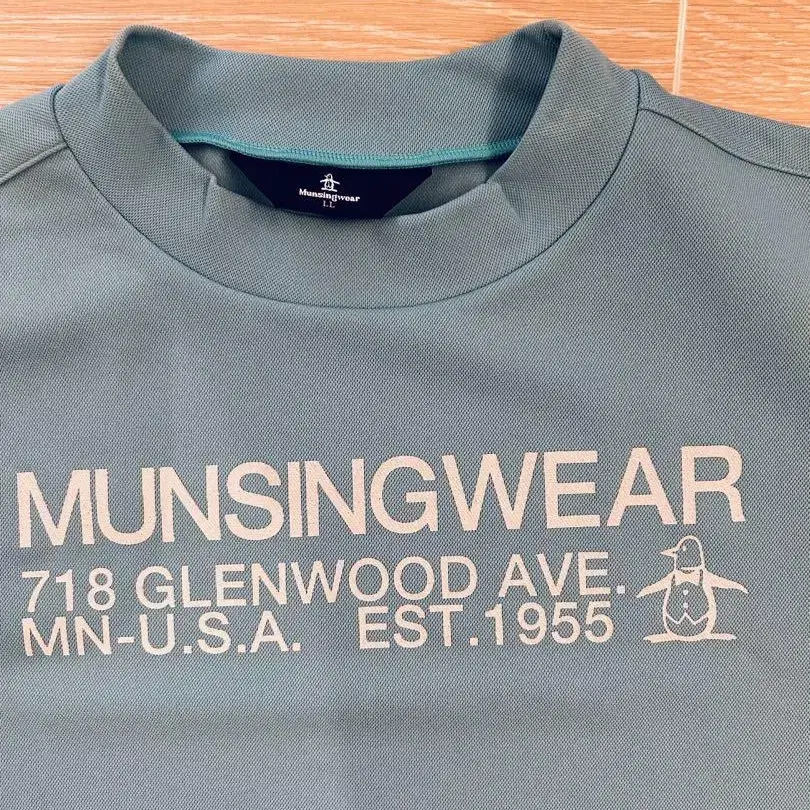 Munsingwear
LL
MUNSINGWEAR
718 GLENWOOD AVE.
MN-U.S.A. EST.1955